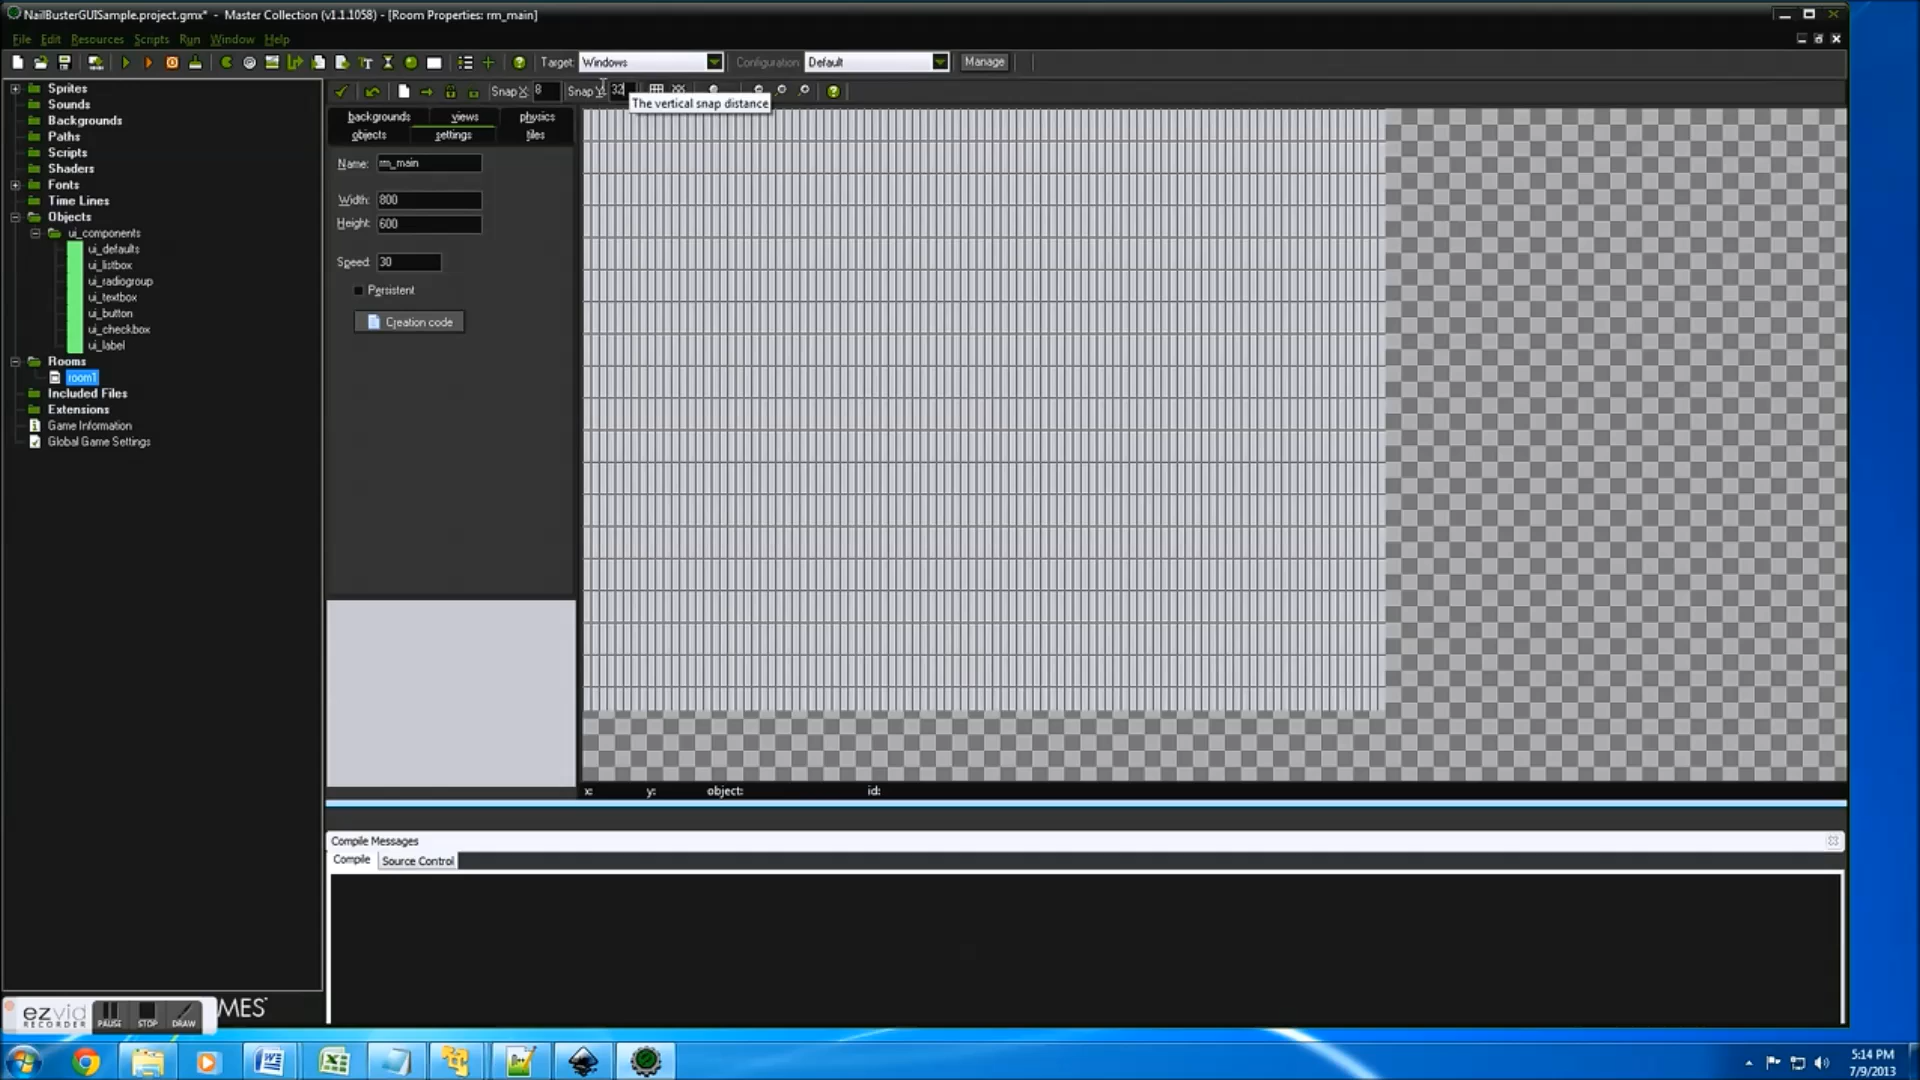 NailBusterGUISample.project.gmx* - Master Collection (v1.1.1058) - [Room Properties: rm_main]
File Edit Resources Scripts Run Window Help
Target: Windows Configuration Default Manage
Snap X: 8 Snap Y: 32
The vertical snap distance
Sprites
Sounds
Backgrounds
Paths
Scripts
Shaders
Fonts
Time Lines
Objects
ui_components
ui_defaults
ui_listbox
ui_radiogroup
ui_textbox
ui_button
ui_checkbox
ui_label
Rooms
room1
Included Files
Extensions
Game Information
Global Game Settings
backgrounds views physics
objects settings tiles
Name: rm_main
Width: 800
Height: 600
Speed: 30
Persistent
Creation code
x: y: object: id:
Compile Messages
Compile Source Control
ezvid
RECORDER
PAUSE STOP DRAW
MES
5:14 PM
7/9/2013